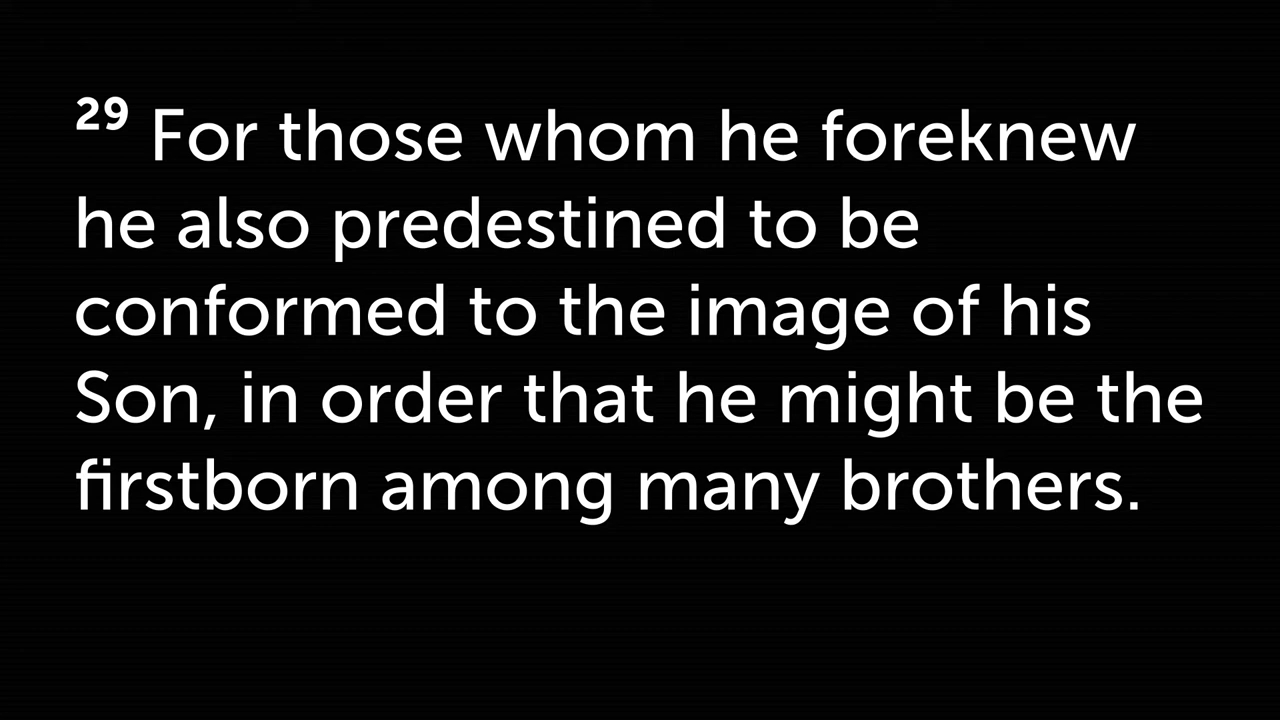 29 For those whom he foreknew
he also predestined to be
conformed to the image of his
Son, in order that he might be the
firstborn among many brothers.